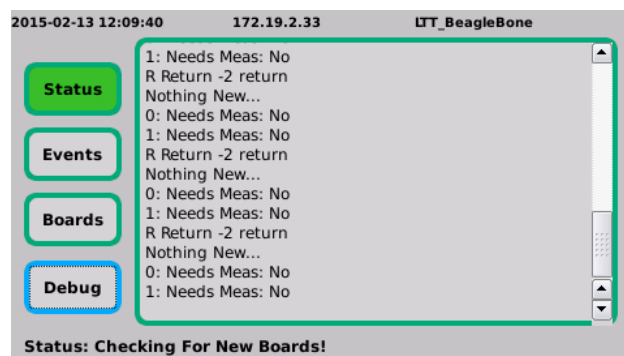 2015-02-13 12:09:40 172.19.2.33 LTT_BeagleBone
Status
Events
Boards
Debug
1: Needs Meas: No
R Return -2 return
Nothing New...
0: Needs Meas: No
1: Needs Meas: No
R Return -2 return
Nothing New...
0: Needs Meas: No
1: Needs Meas: No
R Return -2 return
Nothing New...
0: Needs Meas: No
1: Needs Meas: No
Status: Checking For New Boards!